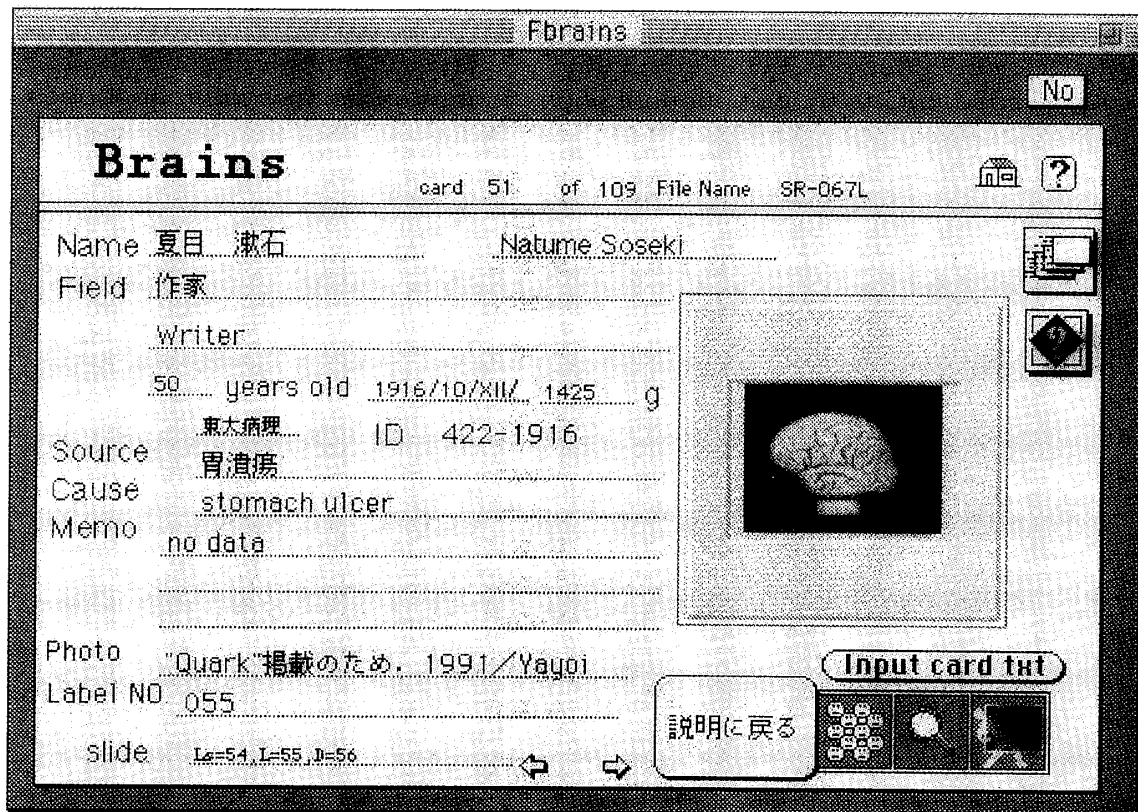 Fbrains
No
Brains
card 51 of 109 File Name SR-067L
Name 夏目 漱石 Natume Soseki
Field 作家
Writer
50 years old 1916/10/XII/ 1425 g
Source 東大病理 ID 422-1916
Cause 胃潰瘍
stomach ulcer
Memo no data
Photo "Quark"掲載のため. 1991/Yayoi
Input card txt
Label NO 055
説明に戻る
slide Ls=54,L=55,D=56